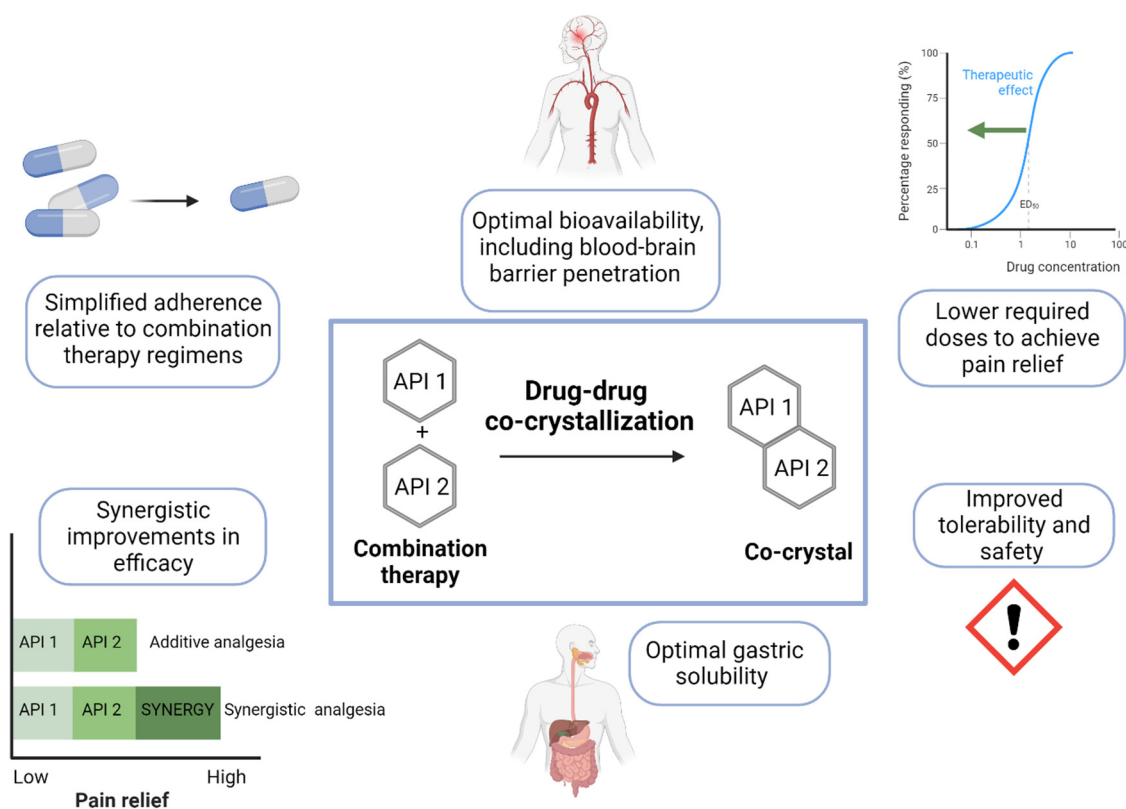 Optimal bioavailability,
including blood-brain
barrier penetration
Simplified adherence
relative to combination
therapy regimens
Percentage responding (%)
100
75
50
25
0
Therapeutic
effect
ED50
0.1
1
10
100
Drug concentration
Lower required
doses to achieve
pain relief
API 1
+
API 2
Combination
therapy
Drug-drug
co-crystallization
API 1
API 2
Co-crystal
Synergistic
improvements in
efficacy
API 1 API 2 Additive analgesia
API 1 API 2 SYNERGY Synergistic analgesia
Low High
Pain relief
Optimal gastric
solubility
Improved
tolerability and
safety
!